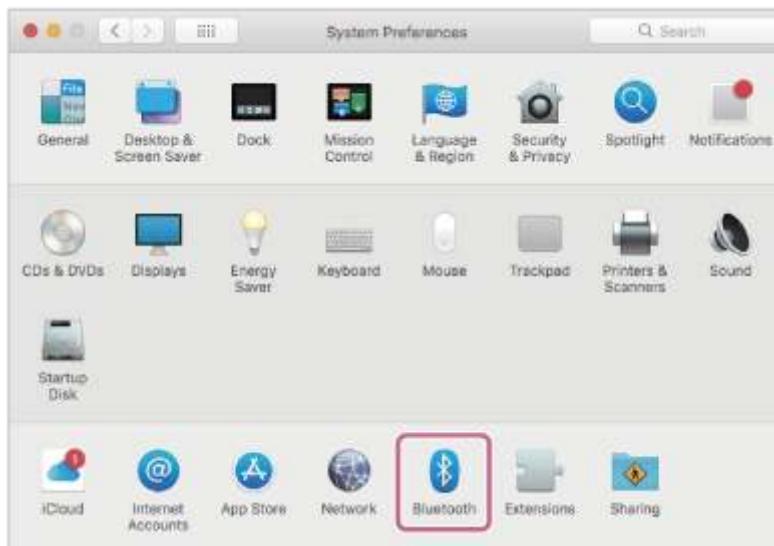 System Preferences
Search
General
Desktop &
Screen Saver
Dock
Mission
Control
Language
& Region
Security
& Privacy
Spotlight
Notifications
CDs & DVDs
Displays
Energy
Saver
Keyboard
Mouse
Trackpad
Printers &
Scanners
Sound
Startup
Disk
iCloud
Internet
Accounts
App Store
Network
Bluetooth
Extensions
Sharing